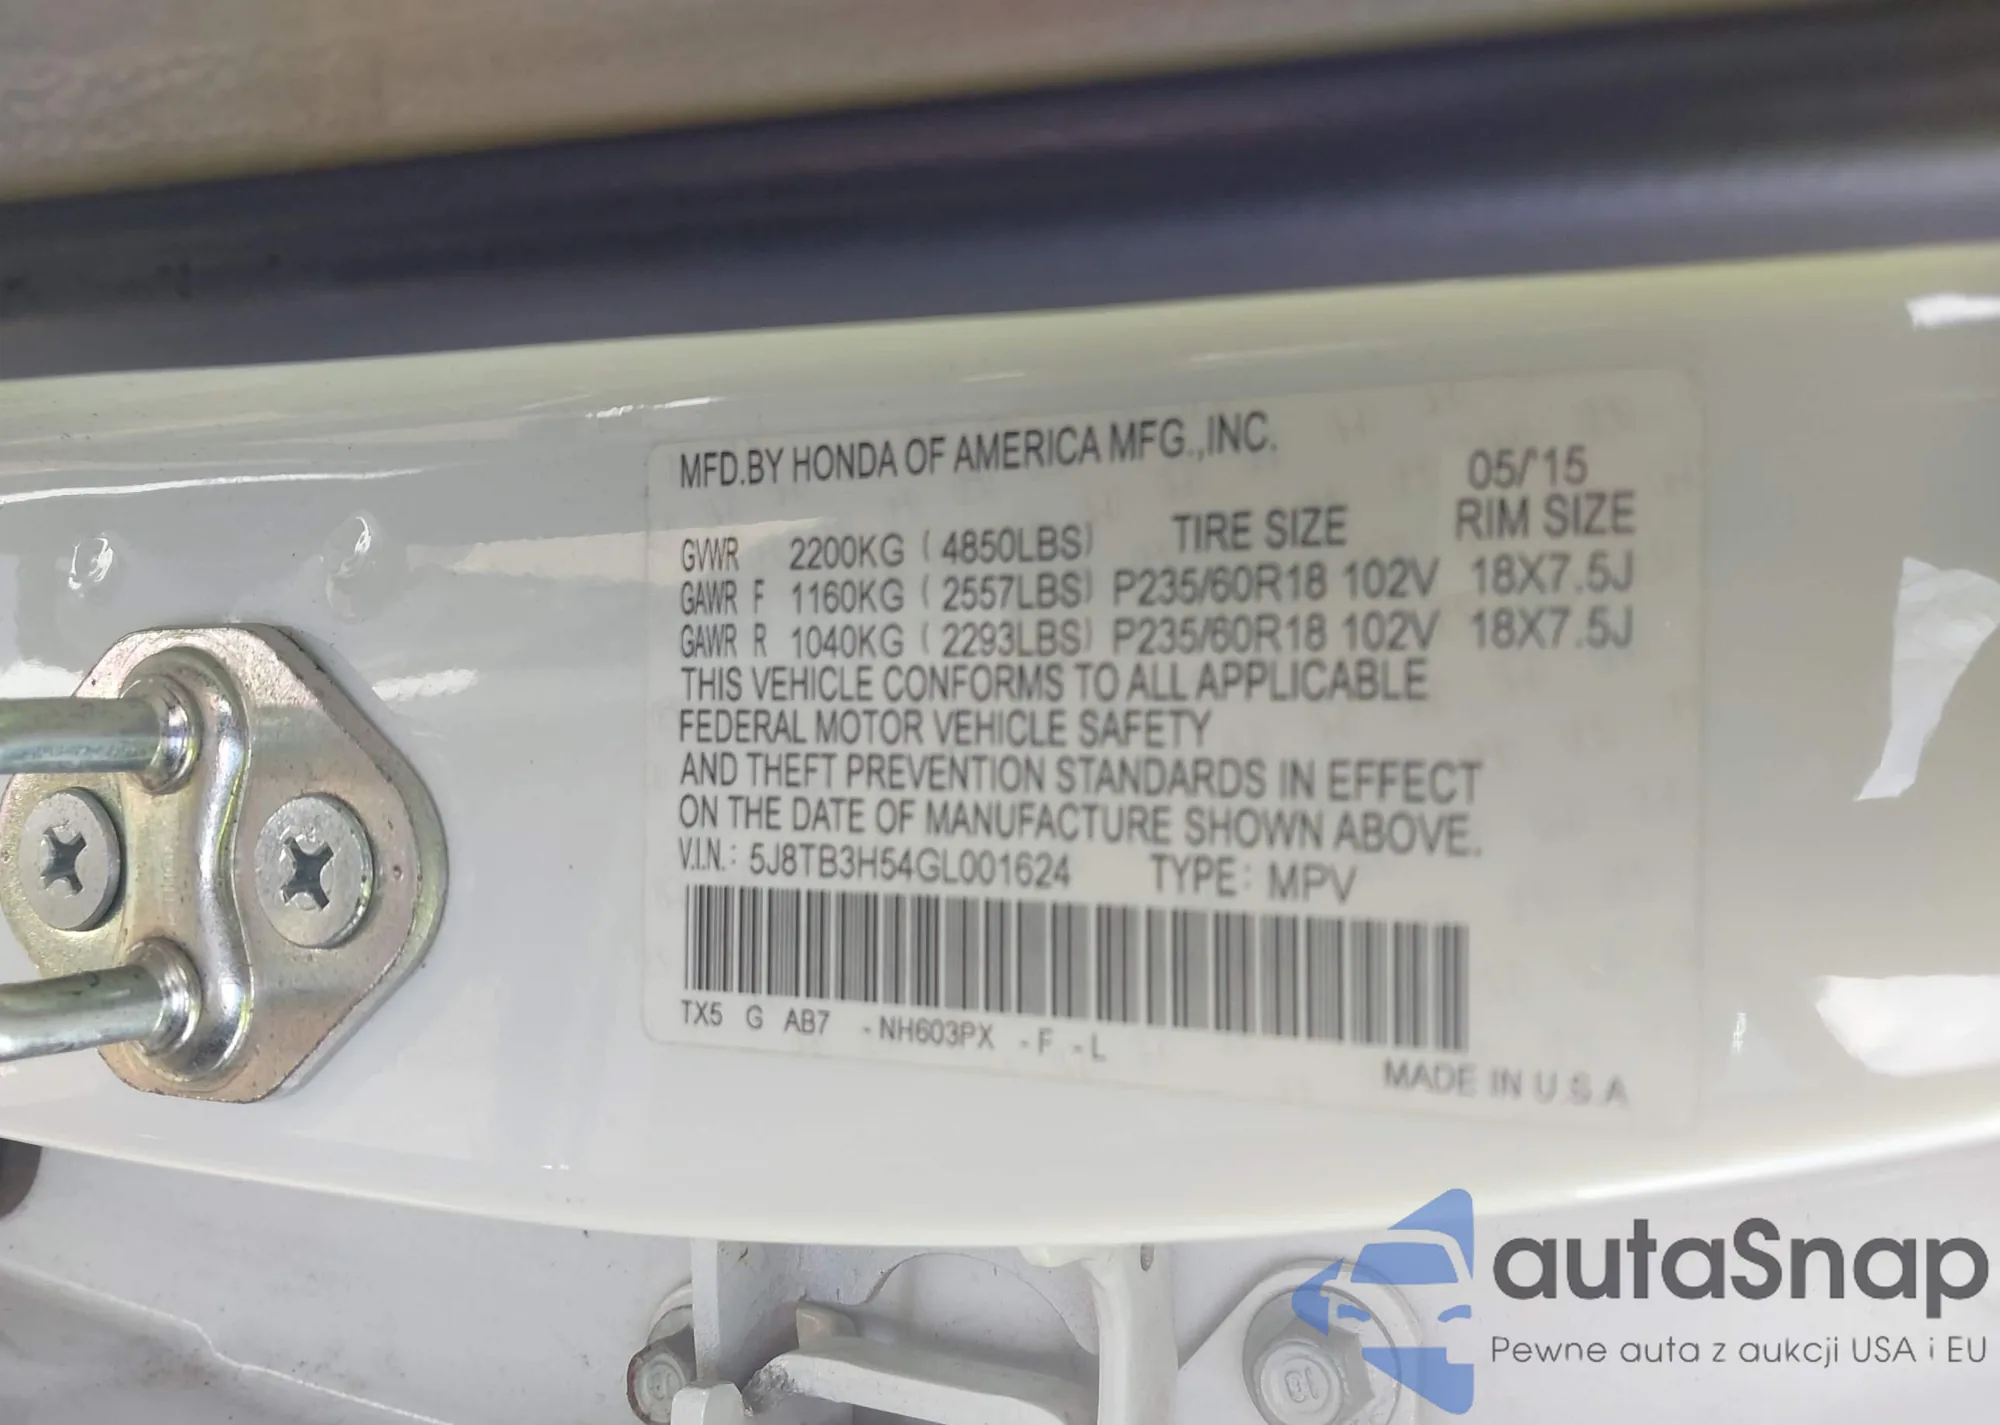 MFD.BY HONDA OF AMERICA MFG.,INC. 05/'15
GVWR 2200KG ( 4850LBS) TIRE SIZE RIM SIZE
GAWR F 1160KG ( 2557LBS) P235/60R18 102V 18X7.5J
GAWR R 1040KG ( 2293LBS) P235/60R18 102V 18X7.5J
THIS VEHICLE CONFORMS TO ALL APPLICABLE
FEDERAL MOTOR VEHICLE SAFETY
AND THEFT PREVENTION STANDARDS IN EFFECT
ON THE DATE OF MANUFACTURE SHOWN ABOVE.
V.I.N.: 5J8TB3H54GL001624 TYPE: MPV
TX5 G AB7 -NH603PX -F -L
MADE IN U.S.A
autaSnap
Pewne auta z aukcji USA i EU